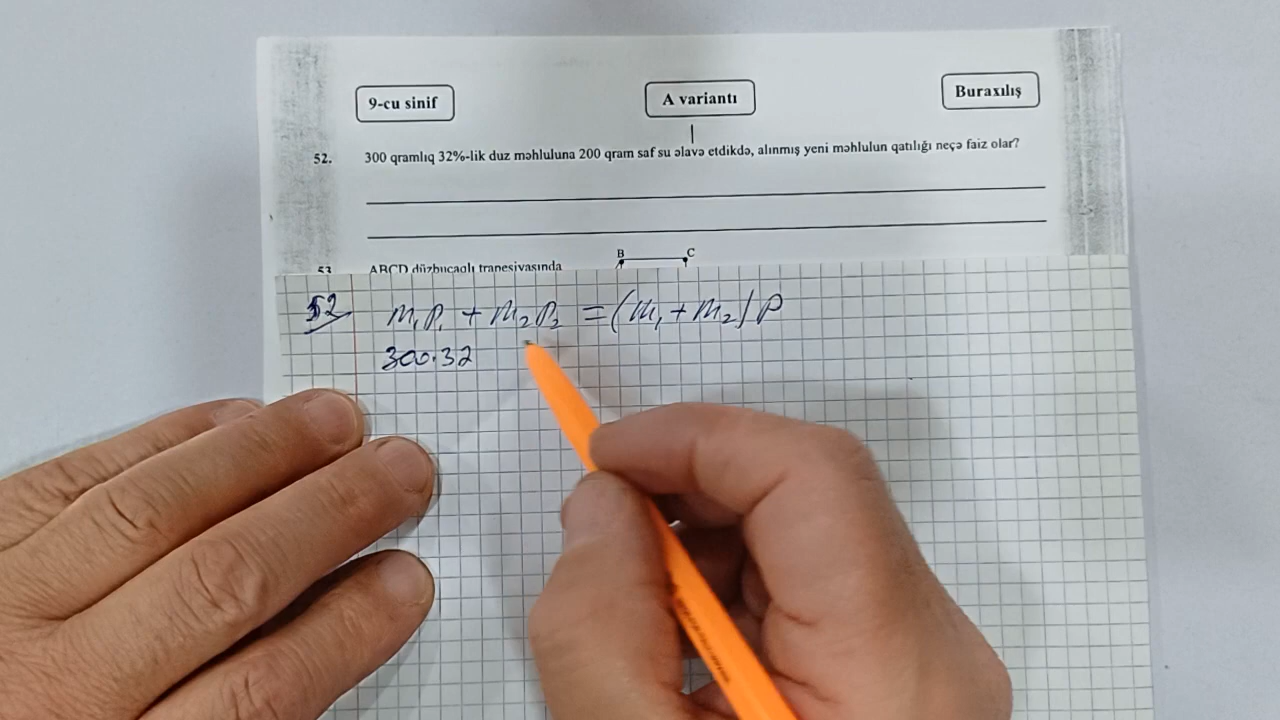 9-cu sinif
A variantı
Buraxılış
52. 300 qramlıq 32%-lik duz məhluluna 200 qram saf su əlavə etdikdə, alınmış yeni məhlulun qatılığı neçə faiz olar?
B C
53 ABCD düzbucaqlı trapesiyasında
52 m₁p₁ + m₂p₂ = (m₁ + m₂)p
300·32